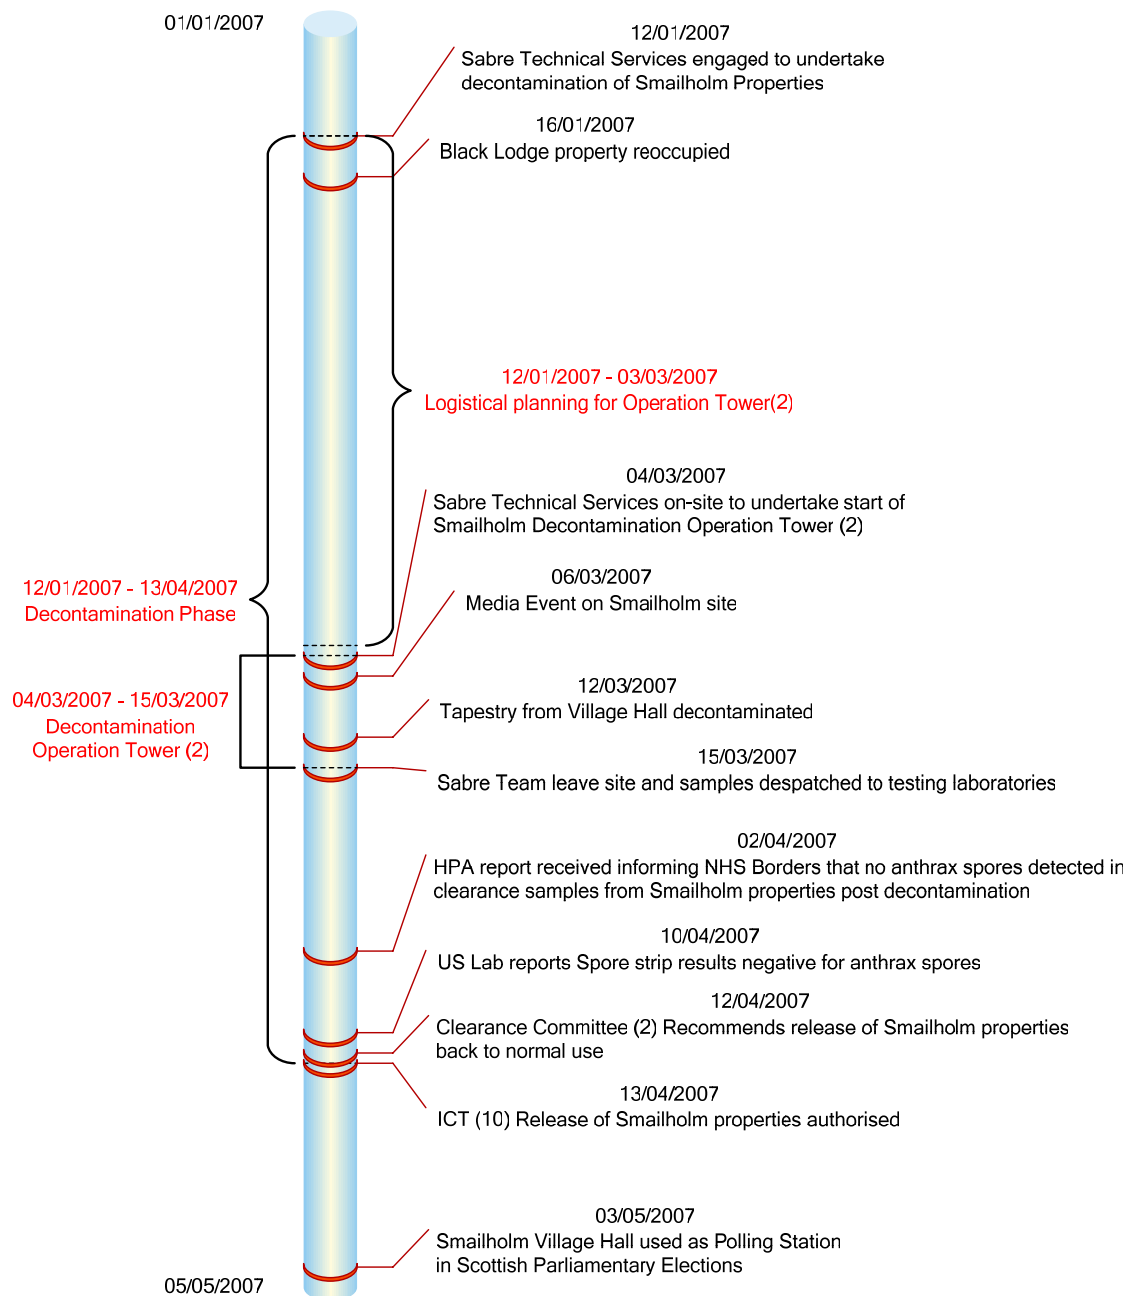 01/01/2007
12/01/2007
Sabre Technical Services engaged to undertake
decontamination of Smailholm Properties
16/01/2007
Black Lodge property reoccupied
12/01/2007 - 03/03/2007
Logistical planning for Operation Tower(2)
04/03/2007
Sabre Technical Services on-site to undertake start of
Smailholm Decontamination Operation Tower (2)
12/01/2007 - 13/04/2007
Decontamination Phase
06/03/2007
Media Event on Smailholm site
04/03/2007 - 15/03/2007
Decontamination
Operation Tower (2)
12/03/2007
Tapestry from Village Hall decontaminated
15/03/2007
Sabre Team leave site and samples despatched to testing laboratories
02/04/2007
HPA report received informing NHS Borders that no anthrax spores detected in
clearance samples from Smailholm properties post decontamination
10/04/2007
US Lab reports Spore strip results negative for anthrax spores
12/04/2007
Clearance Committee (2) Recommends release of Smailholm properties
back to normal use
13/04/2007
ICT (10) Release of Smailholm properties authorised
03/05/2007
Smailholm Village Hall used as Polling Station
in Scottish Parliamentary Elections
05/05/2007